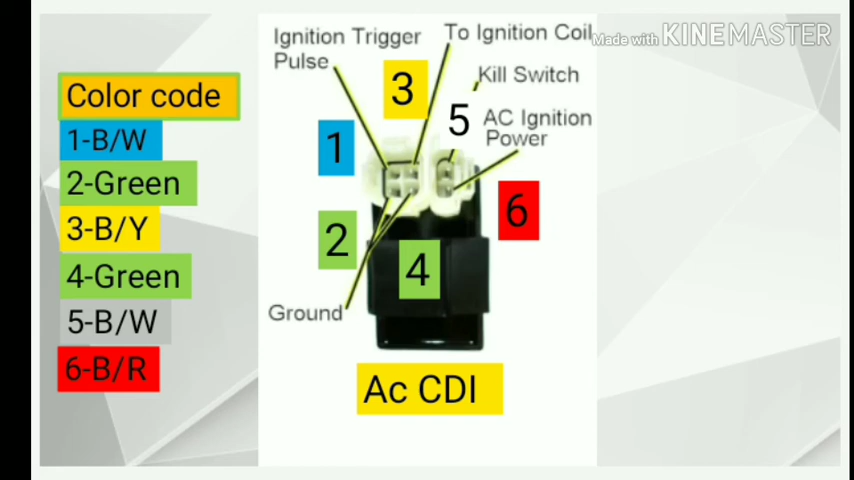 Made with KINEMASTER
Color code
1-B/W
2-Green
3-B/Y
4-Green
5-B/W
6-B/R
Ignition Trigger
Pulse
To Ignition Coil
Kill Switch
AC Ignition
Power
1
3
5
2
4
6
Ground
Ac CDI